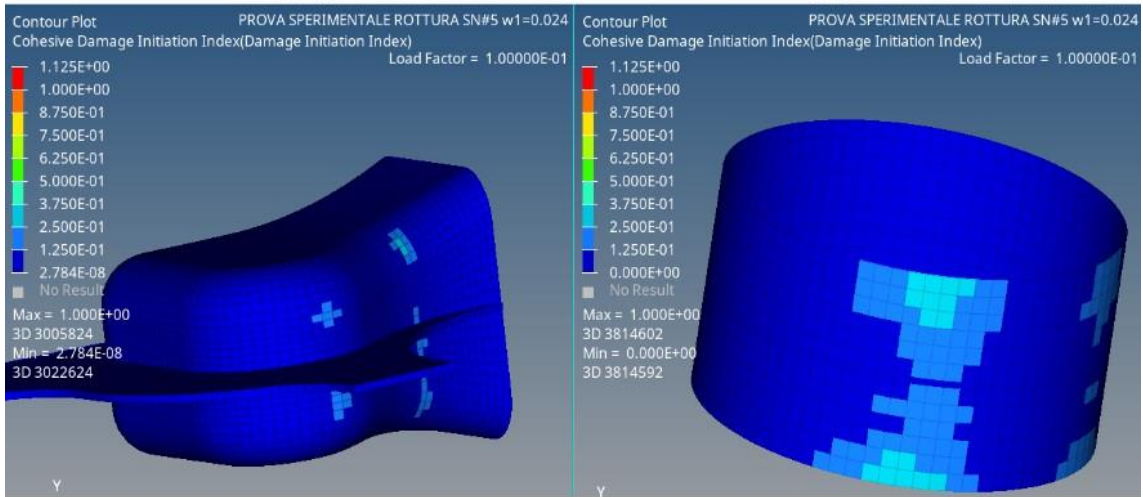 Contour Plot
PROVA SPERIMENTALE ROTTURA SN#5 w1=0.024
Cohesive Damage Initiation Index(Damage Initiation Index)
Load Factor = 1.00000E-01
1.125E+00
1.000E+00
8.750E-01
7.500E-01
6.250E-01
5.000E-01
3.750E-01
2.500E-01
1.250E-01
2.784E-08
No Result
Max = 1.000E+00
3D 3005824
Min = 2.784E-08
3D 3022624
Y
Contour Plot
PROVA SPERIMENTALE ROTTURA SN#5 w1=0.024
Cohesive Damage Initiation Index(Damage Initiation Index)
Load Factor = 1.00000E-01
1.125E+00
1.000E+00
8.750E-01
7.500E-01
6.250E-01
5.000E-01
3.750E-01
2.500E-01
1.250E-01
0.000E+00
No Result
Max = 1.000E+00
3D 3814602
Min = 0.000E+00
3D 3814592
Y